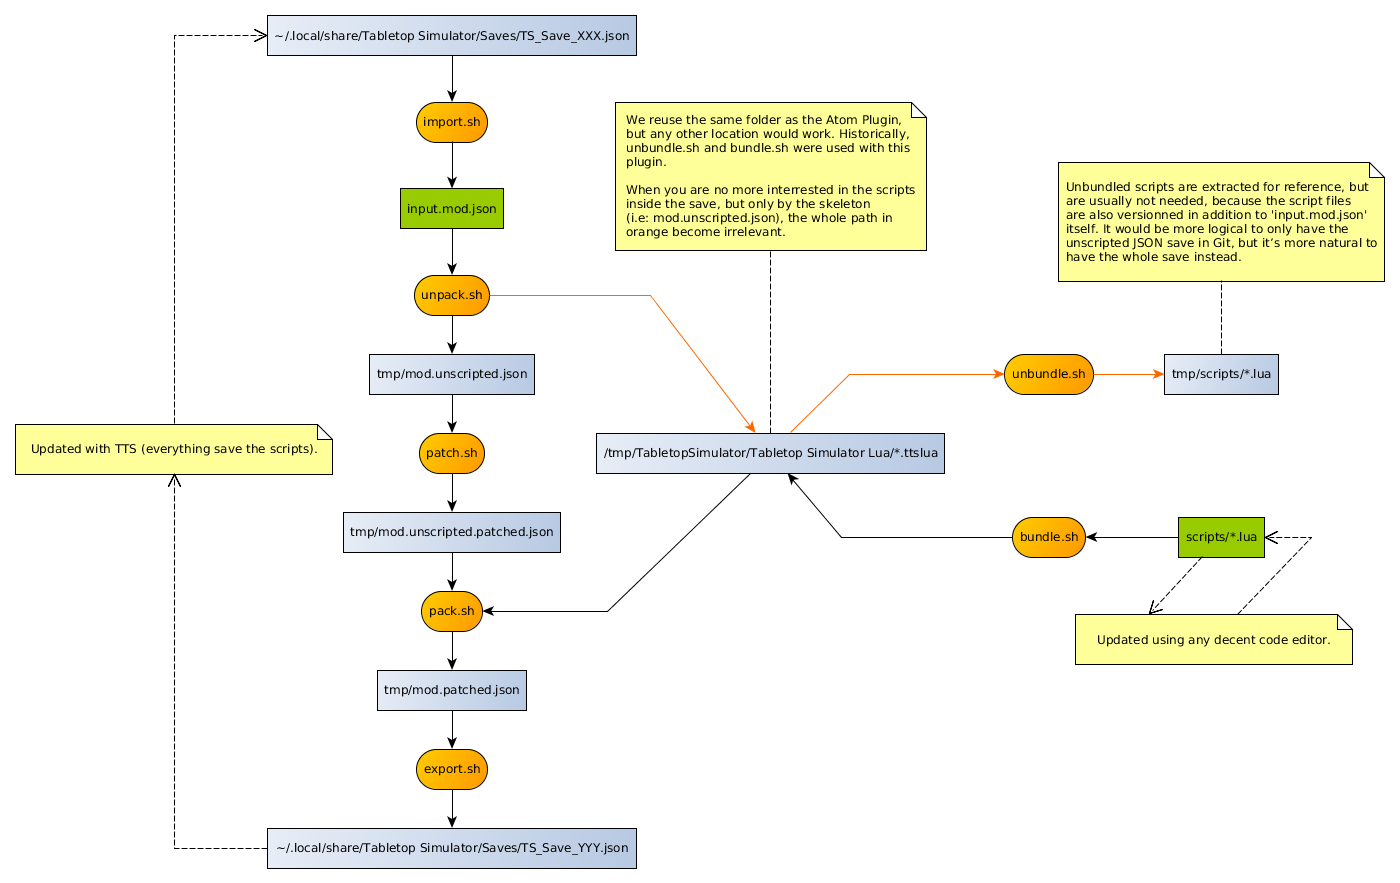 ~/.local/share/Tabletop Simulator/Saves/TS_Save_XXX.json
import.sh
We reuse the same folder as the Atom Plugin,
but any other location would work. Historically,
unbundle.sh and bundle.sh were used with this
plugin.
When you are no more interrested in the scripts
inside the save, but only by the skeleton
(i.e: mod.unscripted.json), the whole path in
orange become irrelevant.
Unbundled scripts are extracted for reference, but
are usually not needed, because the script files
are also versionned in addition to 'input.mod.json'
itself. It would be more logical to only have the
unscripted JSON save in Git, but it’s more natural to
have the whole save instead.
input.mod.json
unpack.sh
tmp/mod.unscripted.json
unbundle.sh
tmp/scripts/*.lua
Updated with TTS (everything save the scripts).
patch.sh
/tmp/TabletopSimulator/Tabletop Simulator Lua/*.ttslua
tmp/mod.unscripted.patched.json
bundle.sh
scripts/*.lua
pack.sh
Updated using any decent code editor.
tmp/mod.patched.json
export.sh
~/.local/share/Tabletop Simulator/Saves/TS_Save_YYY.json